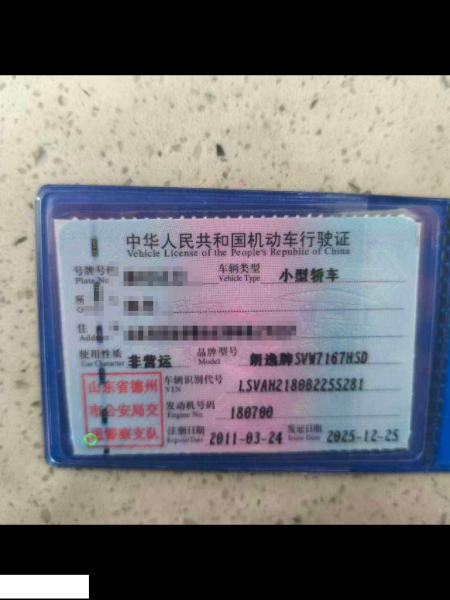 中华人民共和国机动车行驶证
Vehicle License of the People's Republic of China
号牌号码 车辆类型 小型轿车
Plate No. Vehicle Type
所
住
Address
使用性质 非营运 品牌型号 朗逸牌SVW7167HSD
Use Character Model
山东省德州 车辆识别代号 LSVAH2180B2255281
VIN
市公安局交 发动机号码 180700
Engine No.
通警察支队 注册日期 2011-03-24 发证日期 2025-12-25
Register Date Issue Date